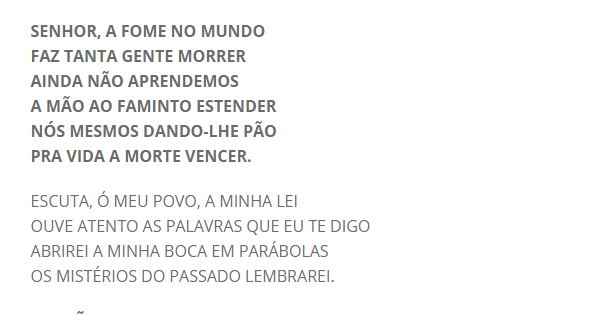 SENHOR, A FOME NO MUNDO
FAZ TANTA GENTE MORRER
AINDA NÃO APRENDEMOS
A MÃO AO FAMINTO ESTENDER
NÓS MESMOS DANDO-LHE PÃO
PRA VIDA A MORTE VENCER.
ESCUTA, Ó MEU POVO, A MINHA LEI
OUVE ATENTO AS PALAVRAS QUE EU TE DIGO
ABRIREI A MINHA BOCA EM PARÁBOLAS
OS MISTÉRIOS DO PASSADO LEMBRAREI.